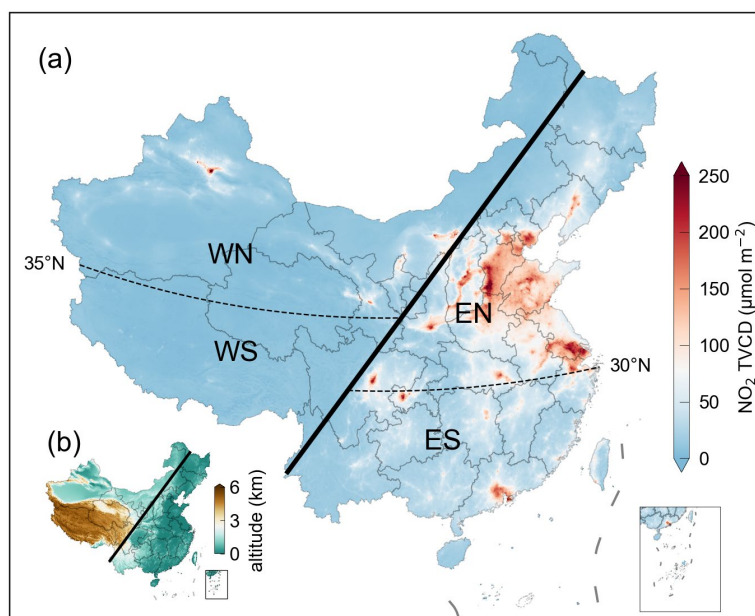 (a)
WN
35°N
WS
EN
30°N
ES
250
200
150
100
50
0
NO₂ TVCD (μmol m⁻²)
(b)
6
3
0
altitude (km)